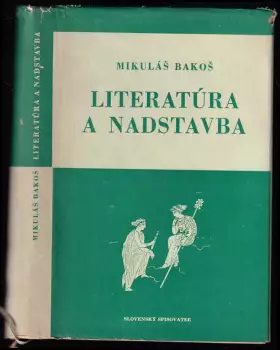 MIKULÁŠ BAKOŠ
LITERATÚRA
A NADSTAVBA
SLOVENSKÝ SPISOVATEĽ
MIKULÁŠ BAKOŠ LITERATÚRA A NADSTAVBA